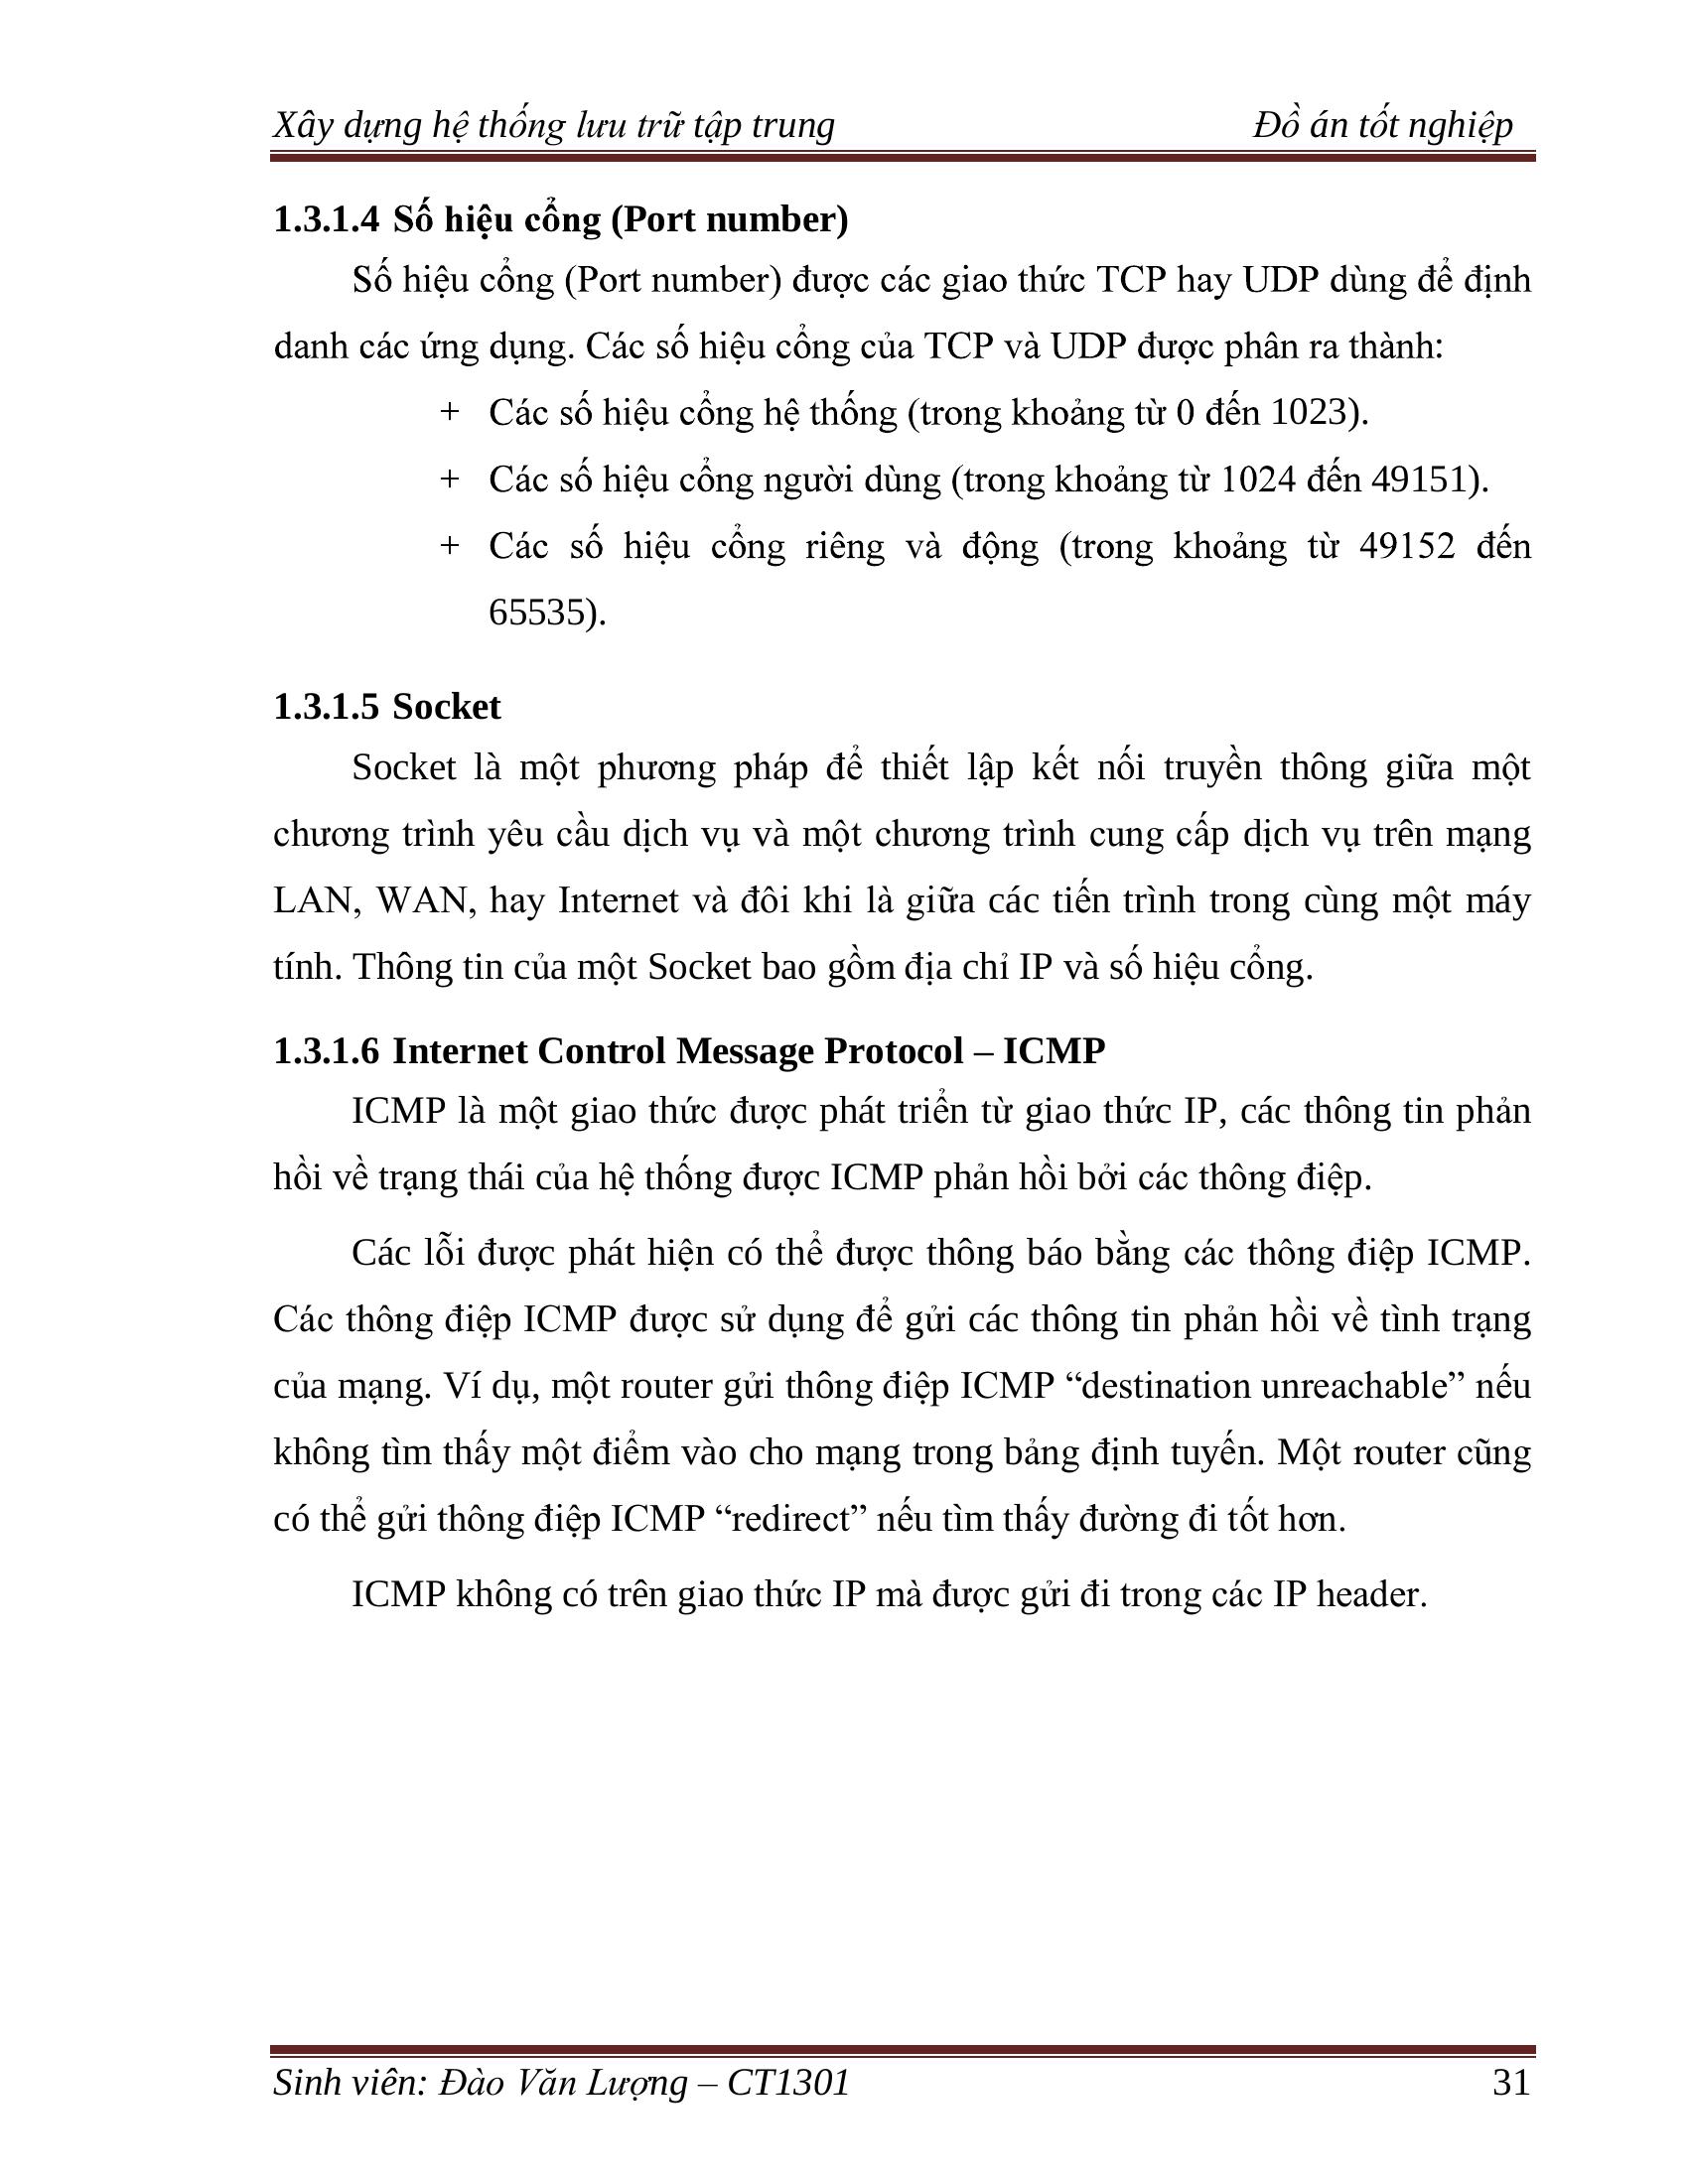 Xây dựng hệ thống lưu trữ tập trung Đồ án tốt nghiệp
1.3.1.4 Số hiệu cổng (Port number)
Số hiệu cổng (Port number) được các giao thức TCP hay UDP dùng để định
danh các ứng dụng. Các số hiệu cổng của TCP và UDP được phân ra thành:
+ Các số hiệu cổng hệ thống (trong khoảng từ 0 đến 1023).
+ Các số hiệu cổng người dùng (trong khoảng từ 1024 đến 49151).
+ Các số hiệu cổng riêng và động (trong khoảng từ 49152 đến
65535).
1.3.1.5 Socket
Socket là một phương pháp để thiết lập kết nối truyền thông giữa một
chương trình yêu cầu dịch vụ và một chương trình cung cấp dịch vụ trên mạng
LAN, WAN, hay Internet và đôi khi là giữa các tiến trình trong cùng một máy
tính. Thông tin của một Socket bao gồm địa chỉ IP và số hiệu cổng.
1.3.1.6 Internet Control Message Protocol – ICMP
ICMP là một giao thức được phát triển từ giao thức IP, các thông tin phản
hồi về trạng thái của hệ thống được ICMP phản hồi bởi các thông điệp.
Các lỗi được phát hiện có thể được thông báo bằng các thông điệp ICMP.
Các thông điệp ICMP được sử dụng để gửi các thông tin phản hồi về tình trạng
của mạng. Ví dụ, một router gửi thông điệp ICMP “destination unreachable” nếu
không tìm thấy một điểm vào cho mạng trong bảng định tuyến. Một router cũng
có thể gửi thông điệp ICMP “redirect” nếu tìm thấy đường đi tốt hơn.
ICMP không có trên giao thức IP mà được gửi đi trong các IP header.
Sinh viên: Đào Văn Lượng – CT1301 31